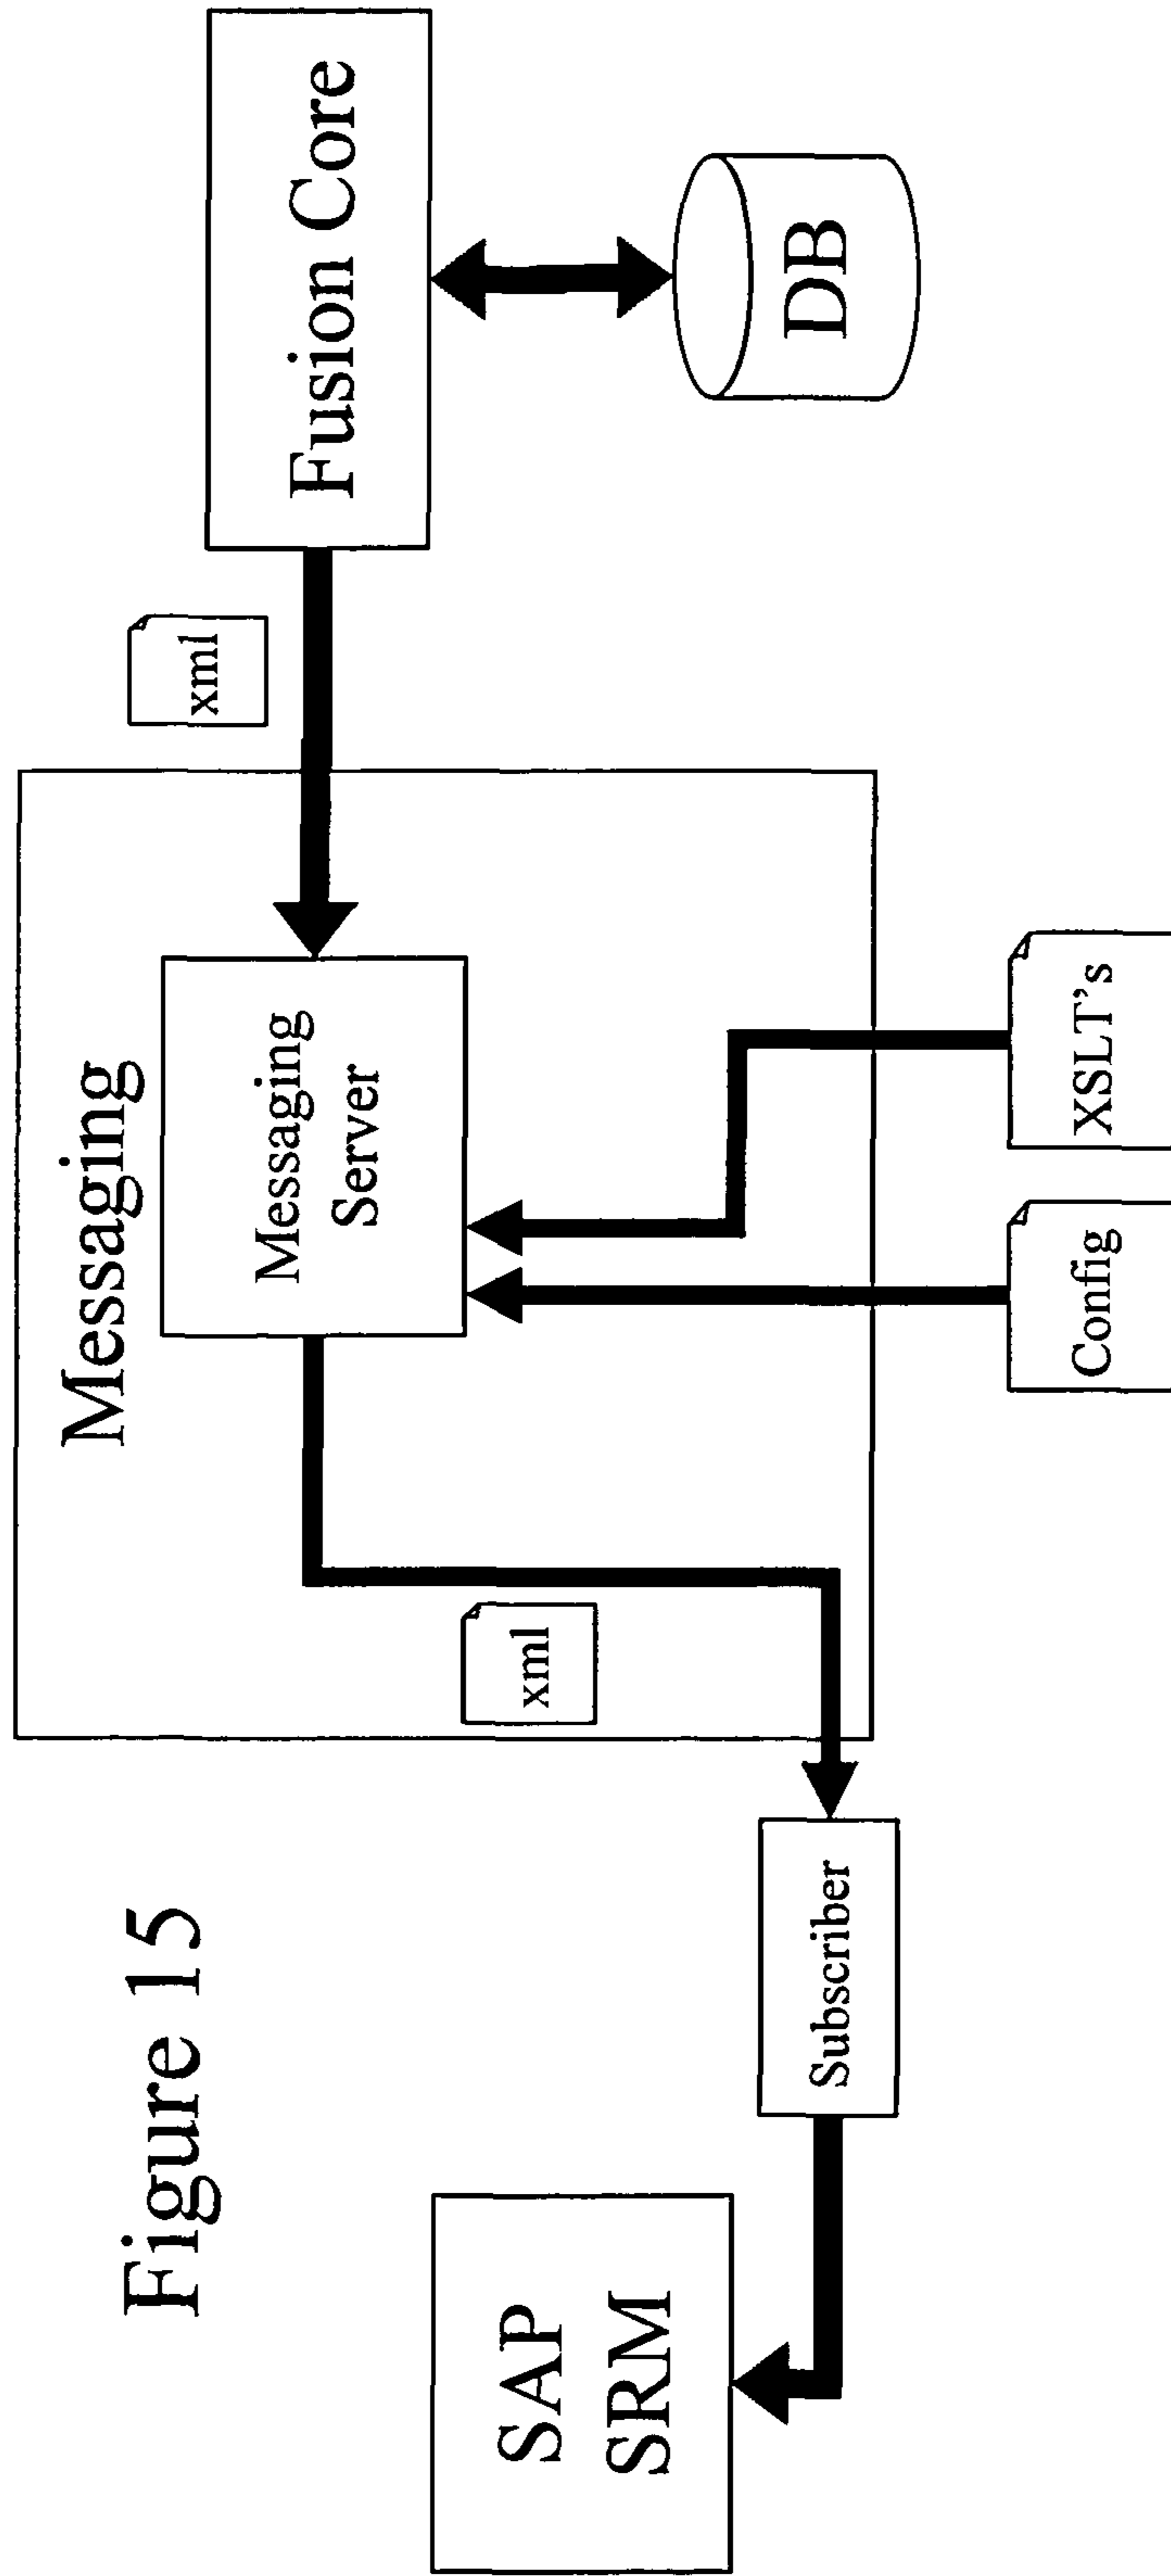 Figure 15
Messaging
Messaging
Server
xml
xml
Fusion Core
DB
SAP
SRM
Subscriber
Config
XSLT's